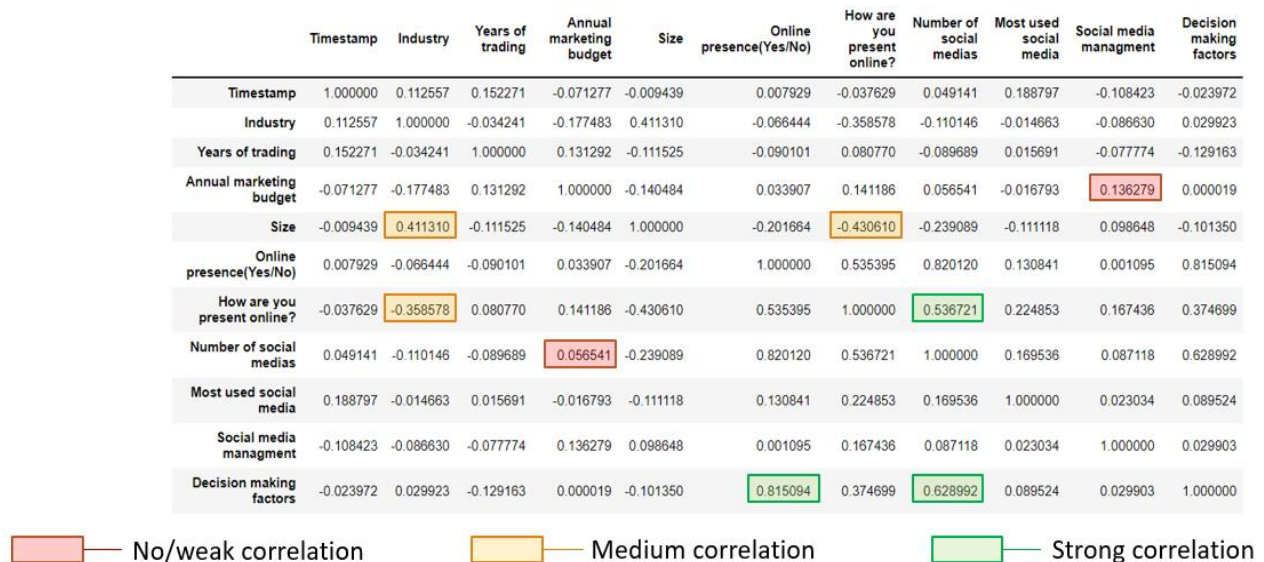 Timestamp Industry Years of trading Annual marketing budget Size Online presence(Yes/No) How are you present online? Number of social medias Most used social media Social media managment Decision making factors
Timestamp 1.000000 0.112557 0.152271 -0.071277 -0.009439 0.007929 -0.037629 0.049141 0.188797 -0.108423 -0.023972
Industry 0.112557 1.000000 -0.034241 -0.177483 0.411310 -0.066444 -0.358578 -0.110146 -0.014663 -0.086630 0.029923
Years of trading 0.152271 -0.034241 1.000000 0.131292 -0.111525 -0.090101 0.080770 -0.089689 0.015691 -0.077774 -0.129163
Annual marketing budget -0.071277 -0.177483 0.131292 1.000000 -0.140484 0.033907 0.141186 0.056541 -0.016793 0.136279 0.000019
Size -0.009439 0.411310 -0.111525 -0.140484 1.000000 -0.201664 -0.430610 -0.239089 -0.111118 0.098648 -0.101350
Online presence(Yes/No) 0.007929 -0.066444 -0.090101 0.033907 -0.201664 1.000000 0.535395 0.820120 0.130841 0.001095 0.815094
How are you present online? -0.037629 -0.358578 0.080770 0.141186 -0.430610 0.535395 1.000000 0.536721 0.224853 0.167436 0.374699
Number of social medias 0.049141 -0.110146 -0.089689 0.056541 -0.239089 0.820120 0.536721 1.000000 0.169536 0.087118 0.628992
Most used social media 0.188797 -0.014663 0.015691 -0.016793 -0.111118 0.130841 0.224853 0.169536 1.000000 0.023034 0.089524
Social media managment -0.108423 -0.086630 -0.077774 0.136279 0.098648 0.001095 0.167436 0.087118 0.023034 1.000000 0.029903
Decision making factors -0.023972 0.029923 -0.129163 0.000019 -0.101350 0.815094 0.374699 0.628992 0.089524 0.029903 1.000000
No/weak correlation Medium correlation Strong correlation